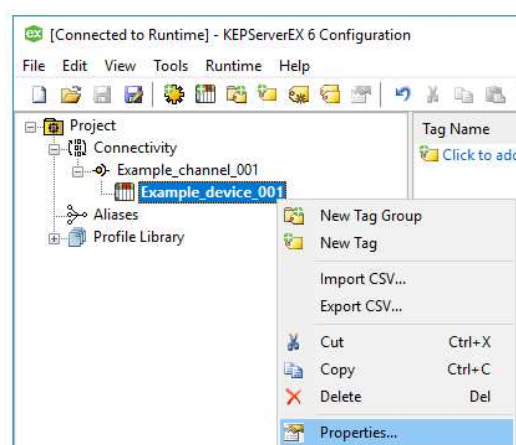 [Connected to Runtime] - KEPServerEX 6 Configuration
File Edit View Tools Runtime Help
Project
Connectivity
Example_channel_001
Example_device_001
Aliases
Profile Library
Tag Name
Click to add
New Tag Group
New Tag
Import CSV...
Export CSV...
Cut Ctrl+X
Copy Ctrl+C
Delete Del
Properties...